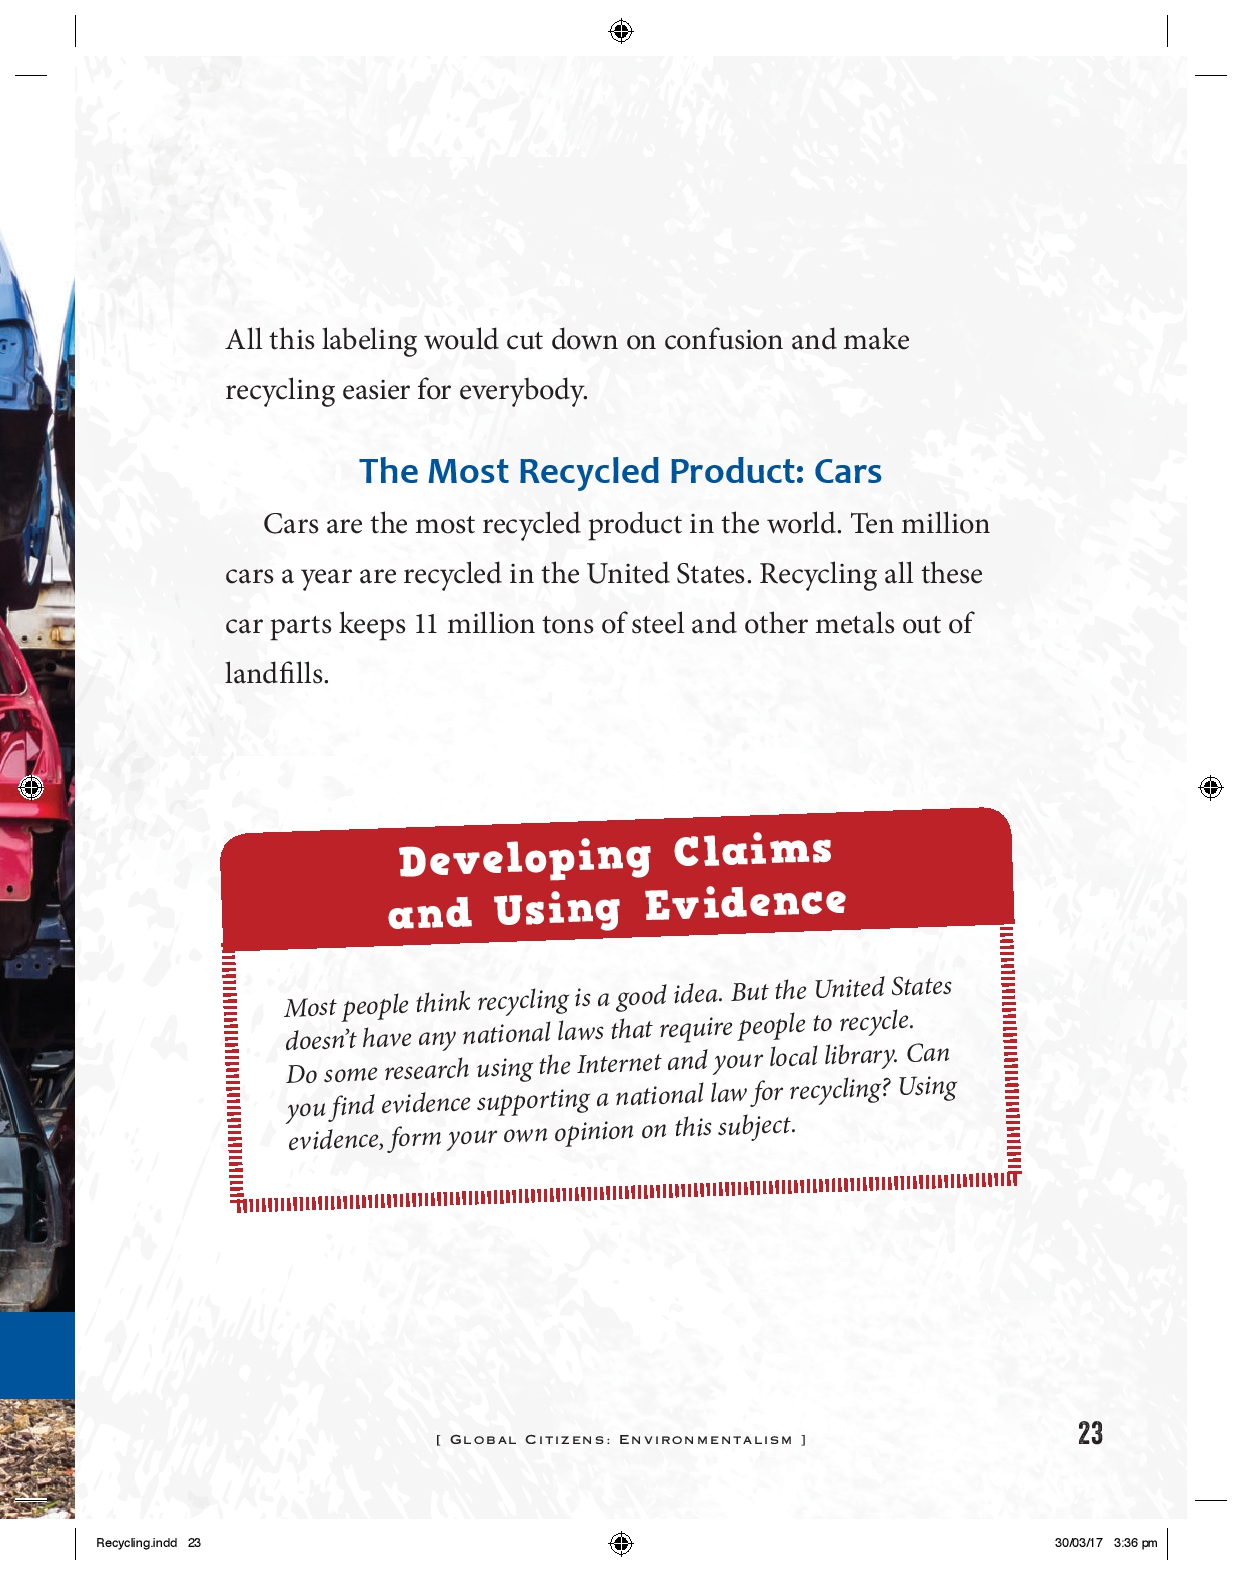 All this labeling would cut down on confusion and make
recycling easier for everybody.
The Most Recycled Product: Cars
Cars are the most recycled product in the world. Ten million
cars a year are recycled in the United States. Recycling all these
car parts keeps 11 million tons of steel and other metals out of
landfills.
Developing Claims
and Using Evidence
Most people think recycling is a good idea. But the United States
doesn’t have any national laws that require people to recycle.
Do some research using the Internet and your local library. Can
you find evidence supporting a national law for recycling? Using
evidence, form your own opinion on this subject.
[ Global Citizens: Environmentalism ]
23
Recycling.indd 23
30/03/17 3:36 pm